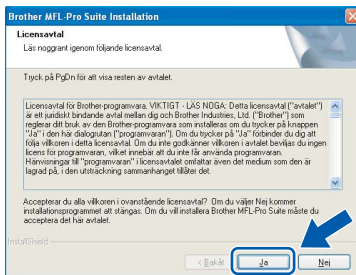 Brother MFL-Pro Suite Installation
Licensavtal
Läs noggrant igenom följande licensavtal.
Tryck på PgDn för att visa resten av avtalet.
Licensavtal för Brother-programvara. VIKTIGT - LÄS NOGA: Detta licensavtal ("avtalet")
är ett juridiskt bindande avtal mellan dig och Brother Industries, Ltd. ("Brother") som
reglerar ditt bruk av den Brother-programvara som installeras om du trycker på knappen
"Ja" i den här dialogrutan ("programvaran"). Om du trycker på "Ja" förbinder du dig att
följa villkoren i detta licensavtal. Om du inte godkänner villkoren i avtalet beviljas du ingen
licens för programvaran, vilket innebär att du inte får använda programvaran.
Hänvisningar till "programvaran" i licensavtalet omfattar även det medium som den är
lagrad på, i den utsträckning sammanhanget tillåter det.
Accepterar du alla villkoren i ovanstående licensavtal? Om du väljer Nej kommer
installationsprogrammet att stängas. Om du vill installera Brother MFL-Pro Suite måste du
acceptera det här avtalet.
InstallShield
< Bakåt
Ja
Nej